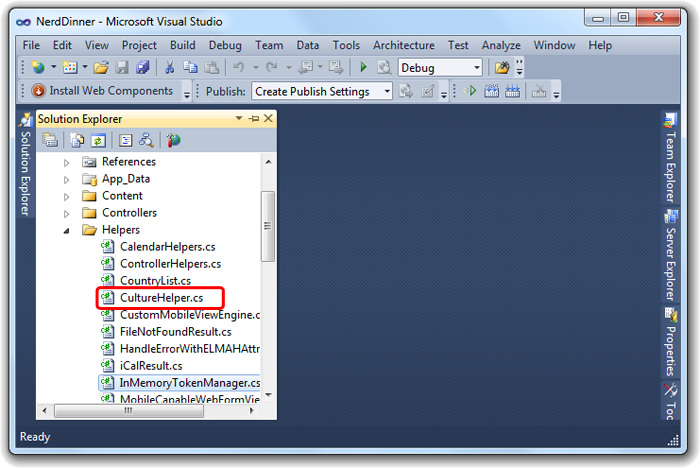 NerdDinner - Microsoft Visual Studio
File Edit View Project Build Debug Team Data Tools Architecture Test Analyze Window Help
Debug
Install Web Components Publish: Create Publish Settings
Solution Explorer
Solution Explorer
References
App_Data
Content
Controllers
Helpers
CalendarHelpers.cs
ControllerHelpers.cs
CountryList.cs
CultureHelper.cs
CustomMobileViewEngine.c
FileNotFoundResult.cs
HandleErrorWithELMAHAttr
iCalResult.cs
InMemoryTokenManager.cs
MobileCapableWebFormVie
Team Explorer
Server Explorer
Properties
Too
Ready